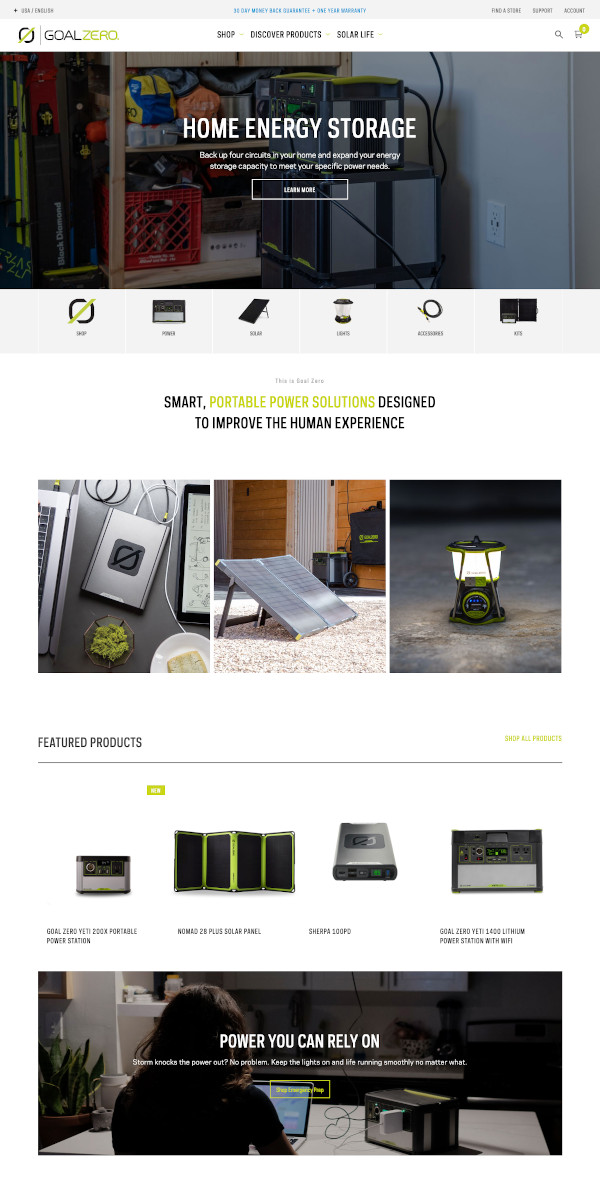 USA / ENGLISH
30 DAY MONEY BACK GUARANTEE + ONE YEAR WARRANTY
FIND A STORE
SUPPORT
ACCOUNT
GOAL ZERO.
SHOP
DISCOVER PRODUCTS
SOLAR LIFE
0
HOME ENERGY STORAGE
Back up four circuits in your home and expand your energy
storage capacity to meet your specific power needs.
LEARN MORE
Black Diamond
SHOP
POWER
SOLAR
LIGHTS
ACCESSORIES
KITS
This is Goal Zero
SMART, PORTABLE POWER SOLUTIONS DESIGNED
TO IMPROVE THE HUMAN EXPERIENCE
GOALZERO
GOALZERO
FEATURED PRODUCTS
SHOP ALL PRODUCTS
NEW
GOAL ZERO YETI 200X PORTABLE
POWER STATION
NOMAD 28 PLUS SOLAR PANEL
SHERPA 100PD
GOAL ZERO YETI 1400 LITHIUM
POWER STATION WITH WIFI
POWER YOU CAN RELY ON
Storm knocks the power out? No problem. Keep the lights on and life running smoothly no matter what.
Shop Emergency Prep